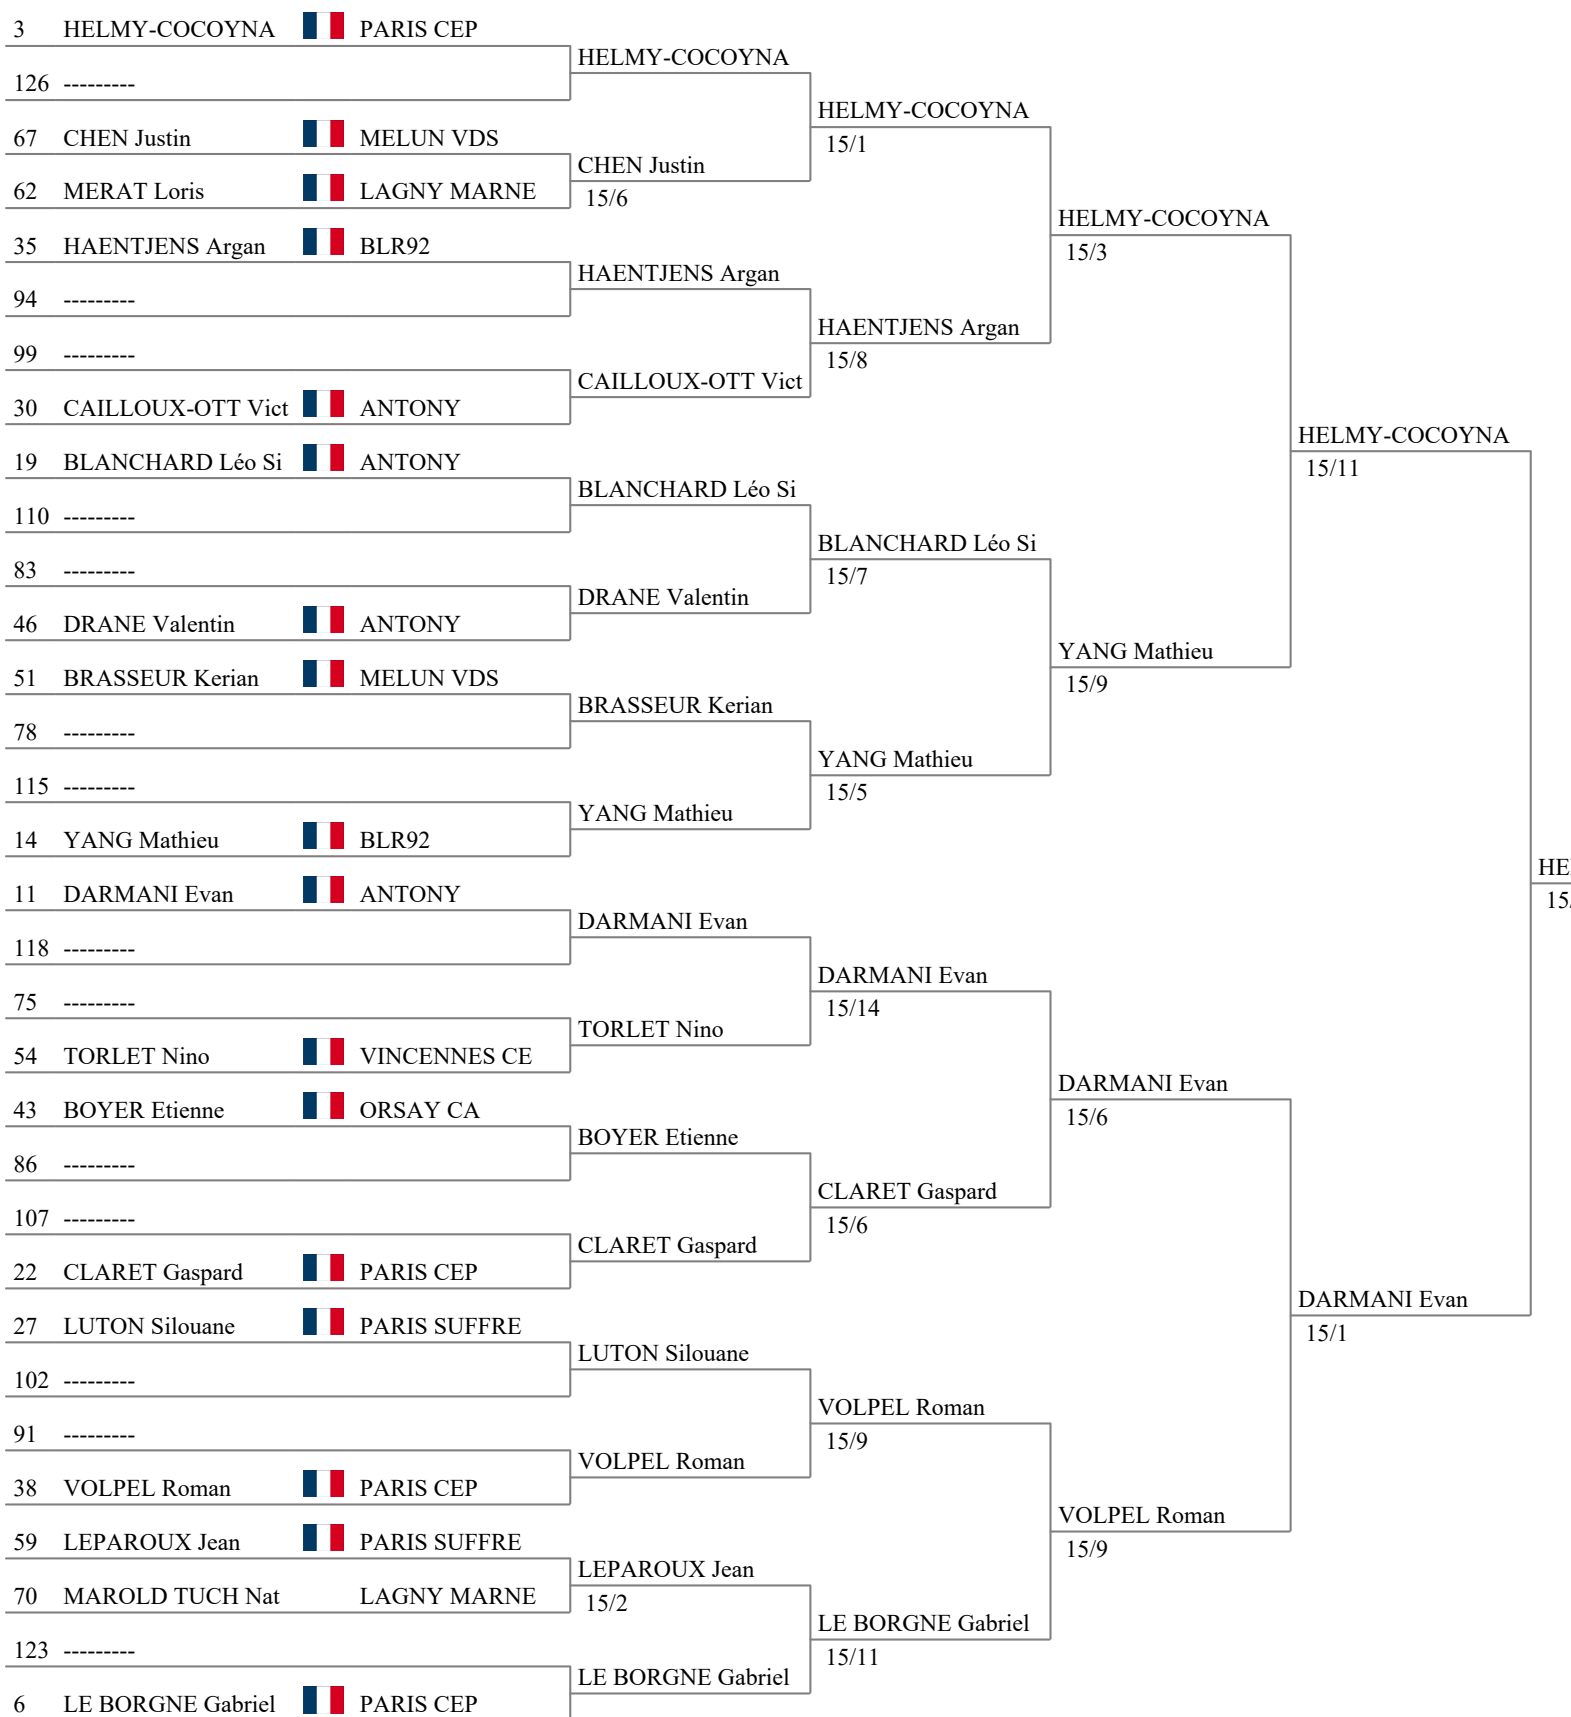 3 HELMY-COCOYNA PARIS CEP
126 ---------
67 CHEN Justin MELUN VDS
62 MERAT Loris LAGNY MARNE
35 HAENTJENS Argan BLR92
94 ---------
99 ---------
30 CAILLOUX-OTT Vict ANTONY
19 BLANCHARD Léo Si ANTONY
110 ---------
83 ---------
46 DRANE Valentin ANTONY
51 BRASSEUR Kerian MELUN VDS
78 ---------
115 ---------
14 YANG Mathieu BLR92
11 DARMANI Evan ANTONY
118 ---------
75 ---------
54 TORLET Nino VINCENNES CE
43 BOYER Etienne ORSAY CA
86 ---------
107 ---------
22 CLARET Gaspard PARIS CEP
27 LUTON Silouane PARIS SUFFRE
102 ---------
91 ---------
38 VOLPEL Roman PARIS CEP
59 LEPAROUX Jean PARIS SUFFRE
70 MAROLD TUCH Nat LAGNY MARNE
123 ---------
6 LE BORGNE Gabriel PARIS CEP
HELMY-COCOYNA
CHEN Justin
15/6
HAENTJENS Argan
CAILLOUX-OTT Vict
BLANCHARD Léo Si
DRANE Valentin
BRASSEUR Kerian
YANG Mathieu
DARMANI Evan
TORLET Nino
BOYER Etienne
CLARET Gaspard
LUTON Silouane
VOLPEL Roman
LEPAROUX Jean
15/2
LE BORGNE Gabriel
HELMY-COCOYNA
15/1
HAENTJENS Argan
15/8
BLANCHARD Léo Si
15/7
YANG Mathieu
15/5
DARMANI Evan
15/14
CLARET Gaspard
15/6
VOLPEL Roman
15/9
LE BORGNE Gabriel
15/11
HELMY-COCOYNA
15/3
YANG Mathieu
15/9
DARMANI Evan
15/6
VOLPEL Roman
15/9
HELMY-COCOYNA
15/11
DARMANI Evan
15/1